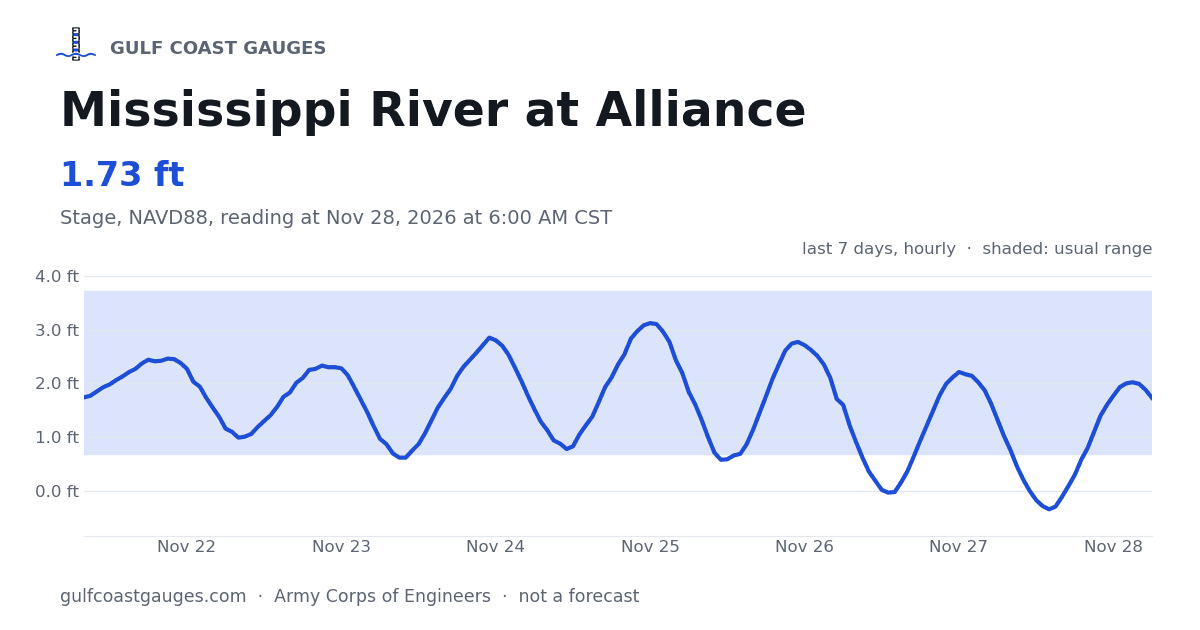 GULF COAST GAUGES
Mississippi River at Alliance
1.73 ft
Stage, NAVD88, reading at Nov 28, 2026 at 6:00 AM CST
last 7 days, hourly · shaded: usual range
4.0 ft
3.0 ft
2.0 ft
1.0 ft
0.0 ft
Nov 22 Nov 23 Nov 24 Nov 25 Nov 26 Nov 27 Nov 28
gulfcoastgauges.com · Army Corps of Engineers · not a forecast